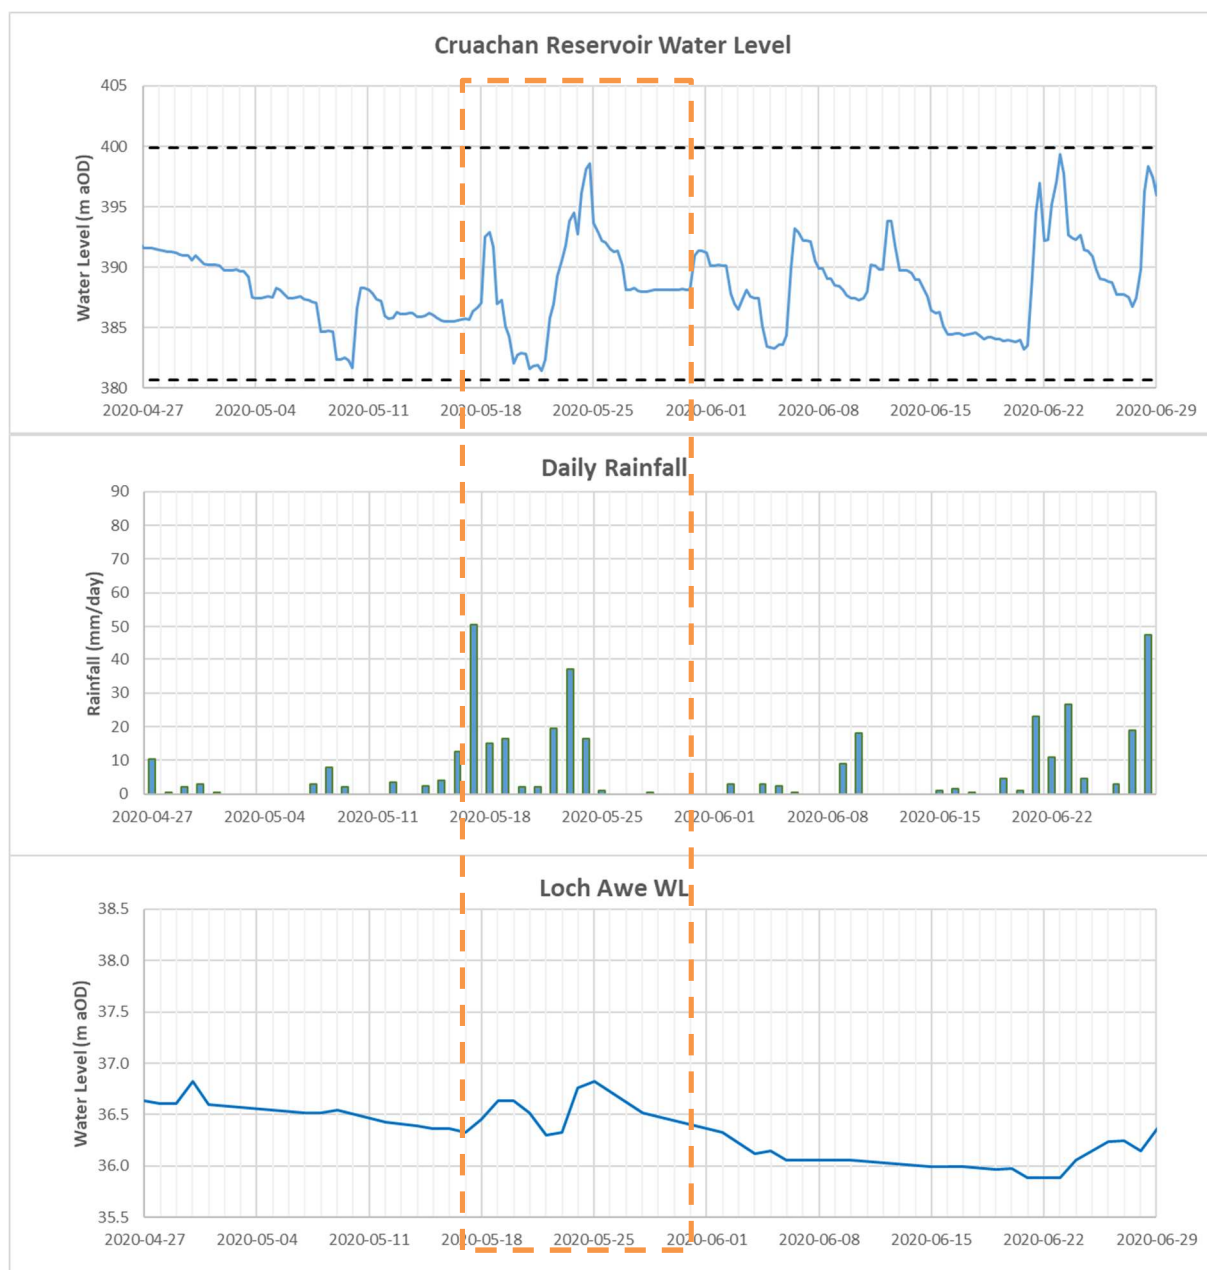 Cruachan Reservoir Water Level
Water Level (m aOD)
405
400
395
390
385
380
2020-04-27 2020-05-04 2020-05-11 2020-05-18 2020-05-25 2020-06-01 2020-06-08 2020-06-15 2020-06-22 2020-06-29
Daily Rainfall
Rainfall (mm/day)
90
80
70
60
50
40
30
20
10
0
2020-04-27 2020-05-04 2020-05-11 2020-05-18 2020-05-25 2020-06-01 2020-06-08 2020-06-15 2020-06-22
Loch Awe WL
Water Level (m aOD)
38.5
38.0
37.5
37.0
36.5
36.0
35.5
2020-04-27 2020-05-04 2020-05-11 2020-05-18 2020-05-25 2020-06-01 2020-06-08 2020-06-15 2020-06-22 2020-06-29